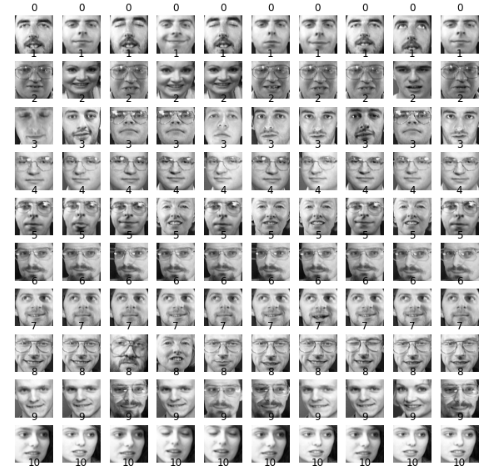 0 0 0 0 0 0 0 0 0 0
1 1 1 1 1 1 1 1 1 1
2 2 2 2 2 2 2 2 2 2
3 3 3 3 3 3 3 3 3 3
4 4 4 4 4 4 4 4 4 4
5 5 5 5 5 5 5 5 5 5
6 6 6 6 6 6 6 6 6 6
7 7 7 7 7 7 7 7 7 7
8 8 8 8 8 8 8 8 8 8
9 9 9 9 9 9 9 9 9 9
10 10 10 10 10 10 10 10 10 10